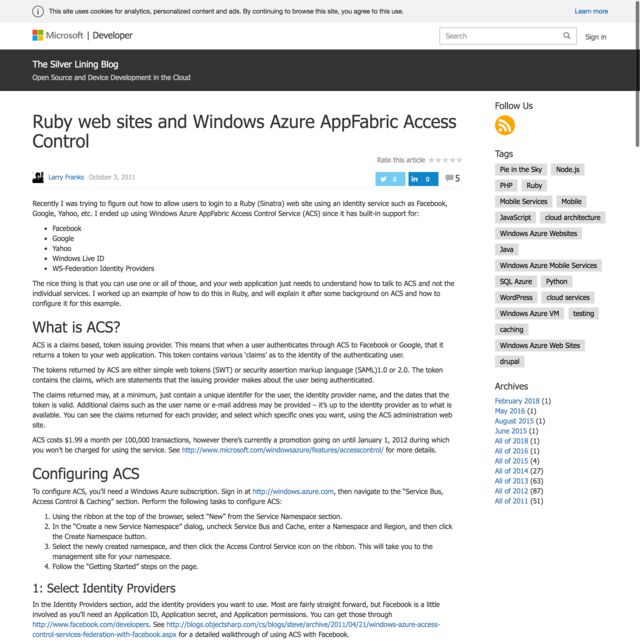 This site uses cookies for analytics, personalized content and ads. By continuing to browse this site, you agree to this use.
Learn more
Microsoft | Developer
Search
Sign in
The Silver Lining Blog
Open Source and Device Development in the Cloud
Ruby web sites and Windows Azure AppFabric Access
Control
Rate this article
Larry Franks October 3, 2011
0
0
5
Recently I was trying to figure out how to allow users to login to a Ruby (Sinatra) web site using an identity service such as Facebook,
Google, Yahoo, etc. I ended up using Windows Azure AppFabric Access Control Service (ACS) since it has built-in support for:
• Facebook
• Google
• Yahoo
• Windows Live ID
• WS-Federation Identity Providers
The nice thing is that you can use one or all of those, and your web application just needs to understand how to talk to ACS and not the
individual services. I worked up an example of how to do this in Ruby, and will explain it after some background on ACS and how to
configure it for this example.
What is ACS?
ACS is a claims based, token issuing provider. This means that when a user authenticates through ACS to Facebook or Google, that it
returns a token to your web application. This token contains various 'claims' as to the identity of the authenticating user.
The tokens returned by ACS are either simple web tokens (SWT) or security assertion markup language (SAML)1.0 or 2.0. The token
contains the claims, which are statements that the issuing provider makes about the user being authenticated.
The claims returned may, at a minimum, just contain a unique identifier for the user, the identity provider name, and the dates that the
token is valid. Additional claims such as the user name or e-mail address may be provided – it's up to the identity provider as to what is
available. You can see the claims returned for each provider, and select which specific ones you want, using the ACS administration web
site.
ACS costs $1.99 a month per 100,000 transactions, however there's currently a promotion going on until January 1, 2012 during which
you won't be charged for using the service. See http://www.microsoft.com/windowsazure/features/accesscontrol/ for more details.
Configuring ACS
To configure ACS, you'll need a Windows Azure subscription. Sign in at http://windows.azure.com, then navigate to the "Service Bus,
Access Control & Caching" section. Perform the following tasks to configure ACS:
1. Using the ribbon at the top of the browser, select "New" from the Service Namespace section.
2. In the "Create a new Service Namespace" dialog, uncheck Service Bus and Cache, enter a Namespace and Region, and then click
the Create Namespace button.
3. Select the newly created namespace, and then click the Access Control Service icon on the ribbon. This will take you to the
management site for your namespace.
4. Follow the "Getting Started" steps on the page.
1: Select Identity Providers
In the Identity Providers section, add the identity providers you want to use. Most are fairly straight forward, but Facebook is a little
involved as you'll need an Application ID, Application secret, and Application permissions. You can get those through
http://www.facebook.com/developers. See http://blogs.objectsharp.com/cs/blogs/steve/archive/2011/04/21/windows-azure-access-
control-services-federation-with-facebook.aspx for a detailed walkthrough of using ACS with Facebook.
Follow Us
Tags
Pie in the Sky
Node.js
PHP
Ruby
Mobile Services
Mobile
JavaScript
cloud architecture
Windows Azure Websites
Java
Windows Azure Mobile Services
SQL Azure
Python
WordPress
cloud services
Windows Azure VM
testing
caching
Windows Azure Web Sites
drupal
Archives
February 2018 (1)
May 2016 (1)
August 2015 (1)
June 2015 (1)
All of 2018 (1)
All of 2016 (1)
All of 2015 (4)
All of 2014 (27)
All of 2013 (63)
All of 2012 (87)
All of 2011 (51)